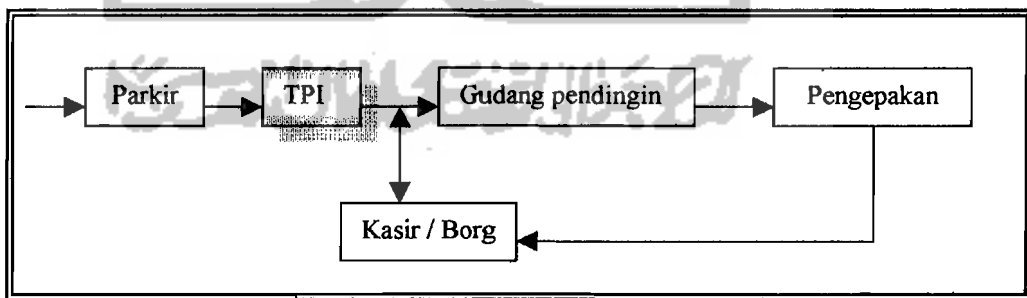 Parkir
TPI
Gudang pendingin
Pengepakan
Kasir / Borg